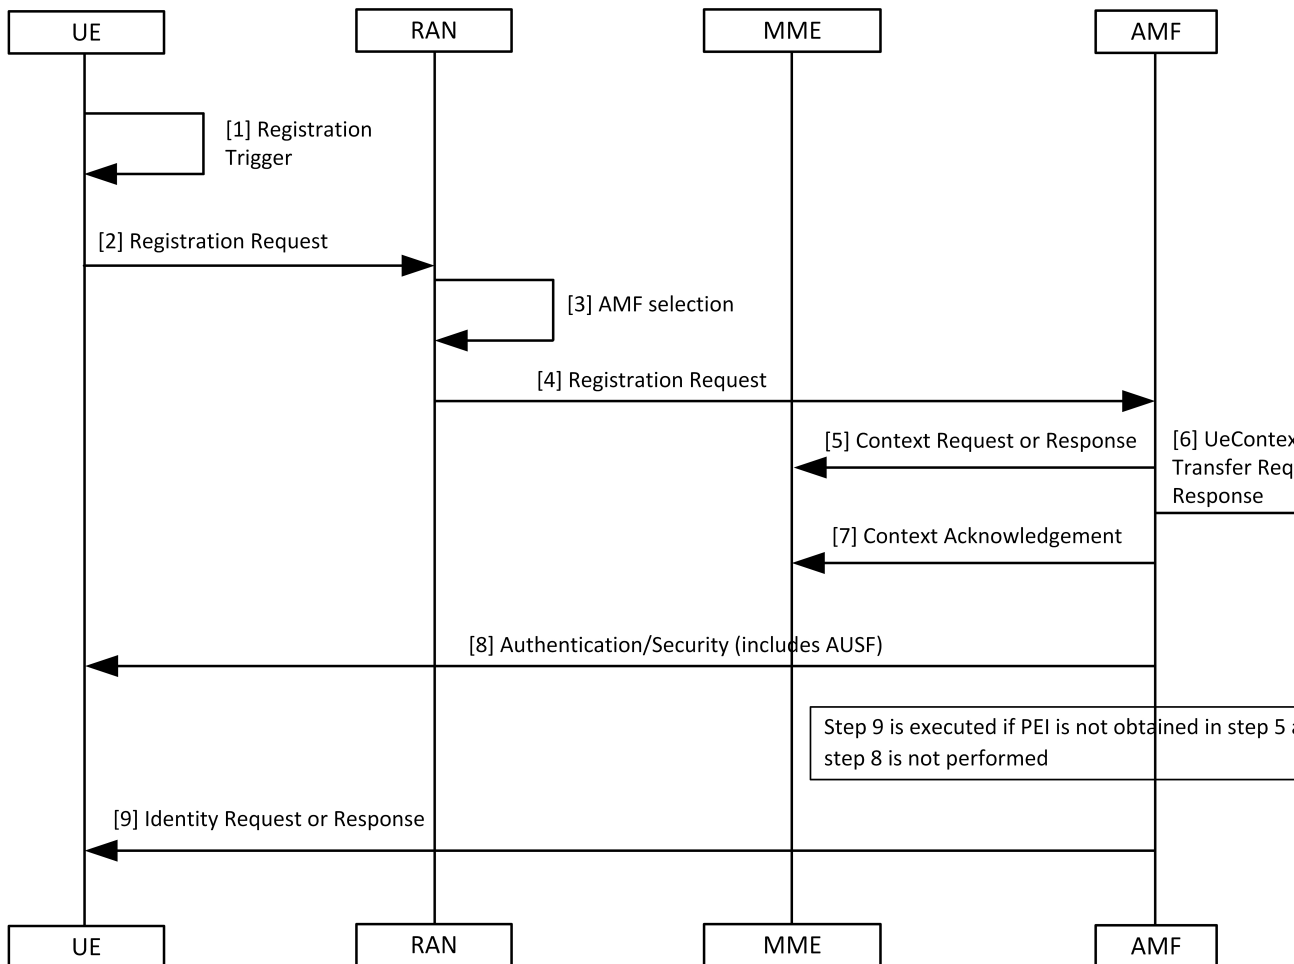 UE
RAN
MME
AMF
[1] Registration
Trigger
[2] Registration Request
[3] AMF selection
[4] Registration Request
[5] Context Request or Response
[6]
Transfer
Response
[7] Context Acknowledgement
[8] Authentication/Security (includes AUSF)
Step 9 is executed if PEI is not obtained in step 5
step 8 is not performed
[9] Identity Request or Response
UE
RAN
MME
AMF